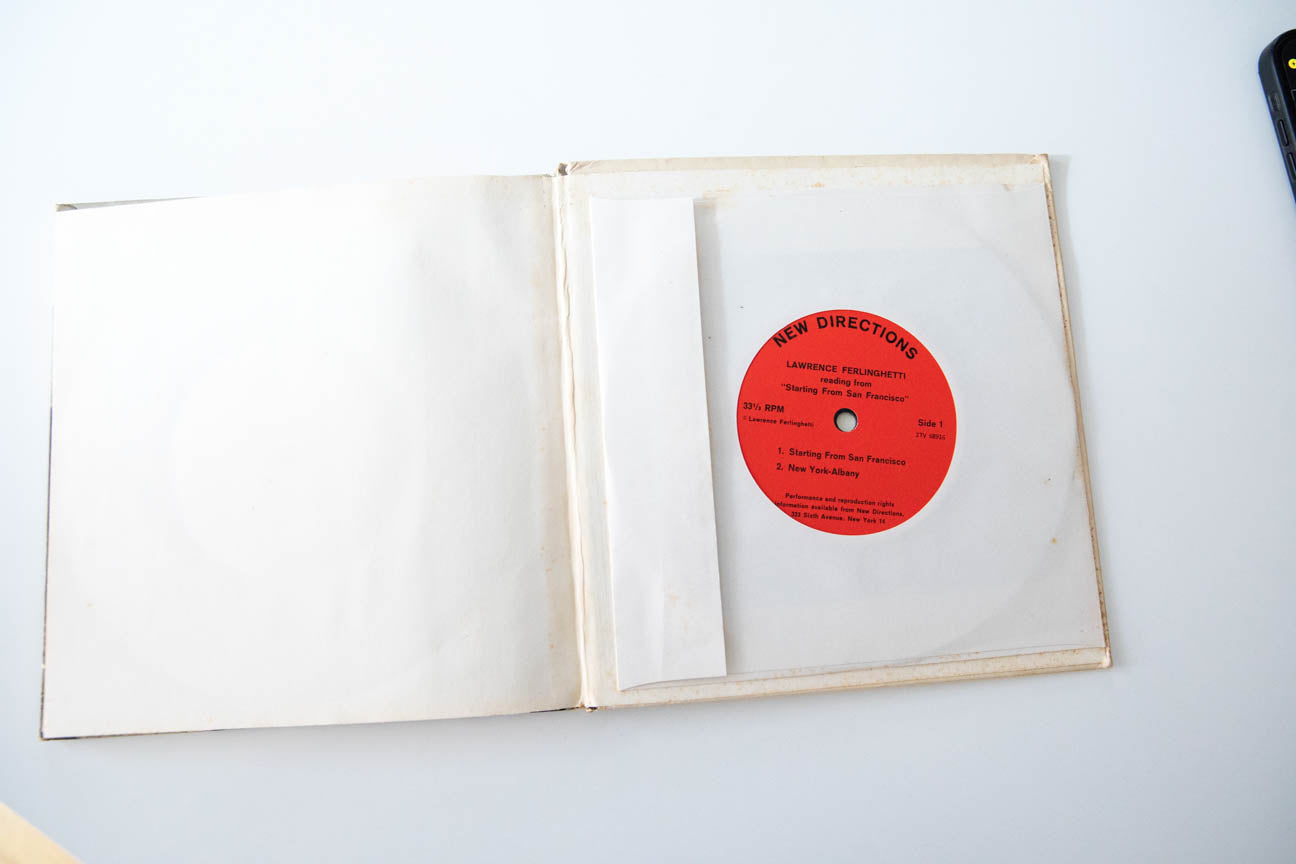 NEW DIRECTIONS
LAWRENCE FERLINGHETTI
reading from
"Starting From San Francisco"
33⅓ RPM
© Lawrence Ferlinghetti
Side 1
ZTV 68916
1. Starting From San Francisco
2. New York-Albany
Performance and reproduction rights
information available from New Directions,
333 Sixth Avenue, New York 14